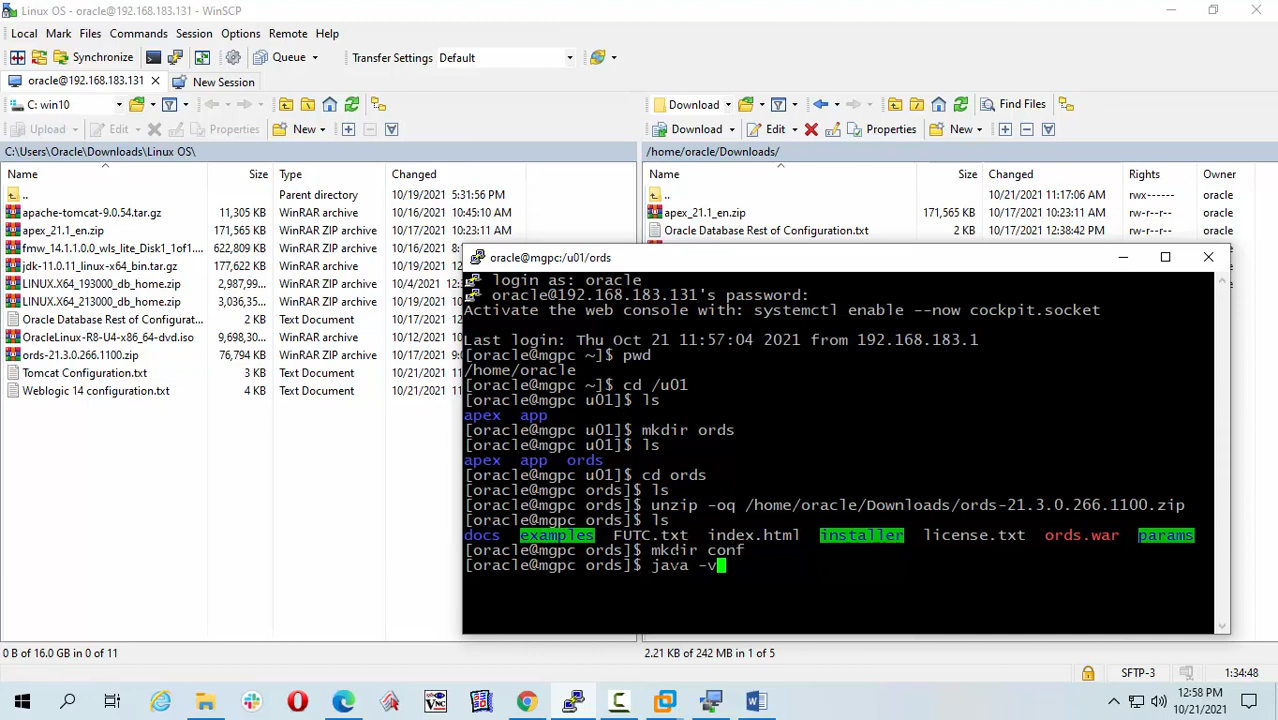 Linux OS - oracle@192.168.183.131 - WinSCP
Local Mark Files Commands Session Options Remote Help
Synchronize Queue Transfer Settings Default
oracle@192.168.183.131 New Session
C: win10 Download Find Files
Upload Edit Properties New Download Edit Properties New
C:\Users\Oracle\Downloads\Linux OS\ /home/oracle/Downloads/
Name Size Type Changed Name Size Changed Rights Owner
.. Parent directory 10/19/2021 5:31:56 PM .. 10/21/2021 11:17:06 AM rwx------ oracle
apache-tomcat-9.0.54.tar.gz 11,305 KB WinRAR archive 10/16/2021 10:45:10 AM apex_21.1_en.zip 171,565 KB 10/17/2021 10:23:11 AM rw-r--r-- oracle
apex_21.1_en.zip 171,565 KB WinRAR ZIP archive 10/17/2021 10:23:11 AM Oracle Database Rest of Configuration.txt 2 KB 10/17/2021 12:38:42 PM rw-r--r-- oracle
fmw_14.1.1.0.0_wls_lite_Disk1_1of1.... 622,809 KB WinRAR ZIP archive 10/16/2021 8:
jdk-11.0.11_linux-x64_bin.tar.gz 177,622 KB WinRAR archive 10/19/2021
LINUX.X64_193000_db_home.zip 2,987,99 WinRAR ZIP archive 10/4/2021
LINUX.X64_213000_db_home.zip 3,036,35 WinRAR ZIP archive 10/19/2021
Oracle Database Rest of Configurat... 2 KB Text Document 10/17/2021
OracleLinux-R8-U4-x86_64-dvd.iso 9,698,30 WinRAR archive 10/9/2021
ords-21.3.0.266.1100.zip 76,794 KB WinRAR ZIP archive 10/21/2021
Tomcat Configuration.txt 3 KB Text Document 10/17/2021
Weblogic 14 configuration.txt 4 KB Text Document 10/21/2021
oracle@mgpc:/u01/ords
login as: oracle
oracle@192.168.183.131's password:
Activate the web console with: systemctl enable --now cockpit.socket
Last login: Thu Oct 21 11:57:04 2021 from 192.168.183.1
[oracle@mgpc ~]$ pwd
/home/oracle
[oracle@mgpc ~]$ cd /u01
[oracle@mgpc u01]$ ls
apex app
[oracle@mgpc u01]$ mkdir ords
[oracle@mgpc u01]$ ls
apex app ords
[oracle@mgpc u01]$ cd ords
[oracle@mgpc ords]$ ls
[oracle@mgpc ords]$ unzip -oq /home/oracle/Downloads/ords-21.3.0.266.1100.zip
[oracle@mgpc ords]$ ls
docs examples FUTC.txt index.html installer license.txt ords.war params
[oracle@mgpc ords]$ mkdir conf
[oracle@mgpc ords]$ java -v
0 B of 16.0 GB in 0 of 11 2.21 KB of 242 MB in 1 of 5
SFTP-3 1:34:48
12:58 PM
10/21/2021